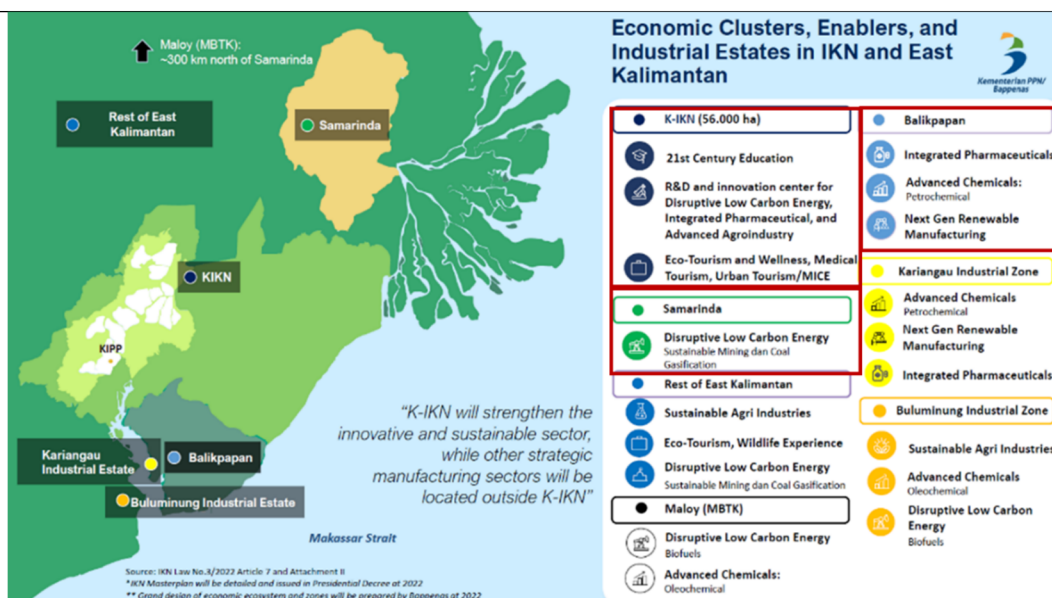 Maloy (MBTK):
~300 km north of Samarinda
Rest of East
Kalimantan
Samarinda
KIKN
KIPP
Kariangau
Industrial Estate
Balikpapan
Buluminung Industrial Estate
"K-IKN will strengthen the
innovative and sustainable sector,
while other strategic
manufacturing sectors will be
located outside K-IKN"
Makassar Strait
Source: IKN Law No.3/2022 Article 7 and Attachment II
*IKN Masterplan will be detailed and issued in Presidential Decree at 2022
** Grand design of economic ecosystem and zones will be prepared by Bappenas at 2022
Economic Clusters, Enablers, and
Industrial Estates in IKN and East
Kalimantan
Kementerian PPN/
Bappenas
K-IKN (56.000 ha)
21st Century Education
R&D and innovation center for
Disruptive Low Carbon Energy,
Integrated Pharmaceutical, and
Advanced Agroindustry
Eco-Tourism and Wellness, Medical
Tourism, Urban Tourism/MICE
Samarinda
Disruptive Low Carbon Energy
Sustainable Mining dan Coal
Gasification
Rest of East Kalimantan
Sustainable Agri Industries
Eco-Tourism, Wildlife Experience
Disruptive Low Carbon Energy
Sustainable Mining dan Coal Gasification
Maloy (MBTK)
Disruptive Low Carbon Energy
Biofuels
Advanced Chemicals:
Oleochemical
Balikpapan
Integrated Pharmaceuticals
Advanced Chemicals:
Petrochemical
Next Gen Renewable
Manufacturing
Kariangau Industrial Zone
Advanced Chemicals
Petrochemical
Next Gen Renewable
Manufacturing
Integrated Pharmaceuticals
Buluminung Industrial Zone
Sustainable Agri Industries
Advanced Chemicals
Oleochemical
Disruptive Low Carbon
Energy
Biofuels